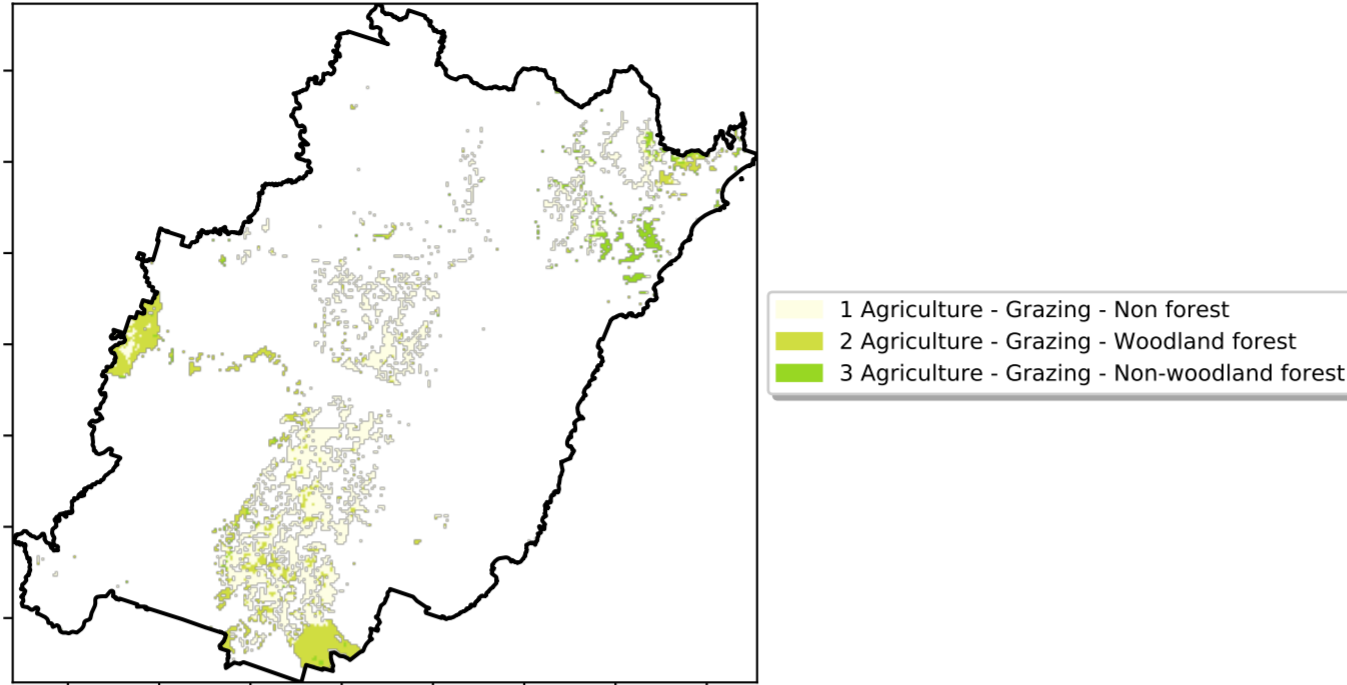 1 Agriculture - Grazing - Non forest
2 Agriculture - Grazing - Woodland forest
3 Agriculture - Grazing - Non-woodland forest